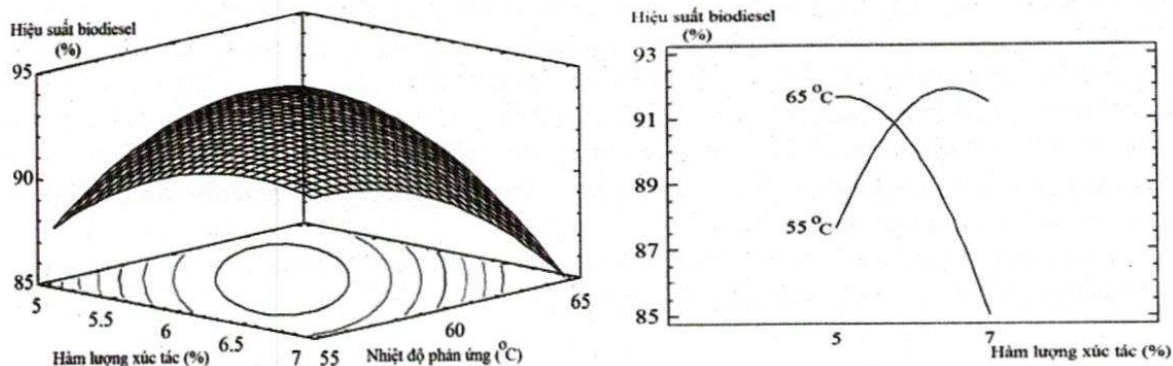 Hiệu suất biodiesel
(%)
95
90
85
5
5.5
6
6.5
7
Hàm lượng xúc tác (%)
55
60
65
Nhiệt độ phản ứng (°C)
Hiệu suất biodiesel
(%)
93
91
89
87
85
65 °C
55 °C
5
7
Hàm lượng xúc tác (%)